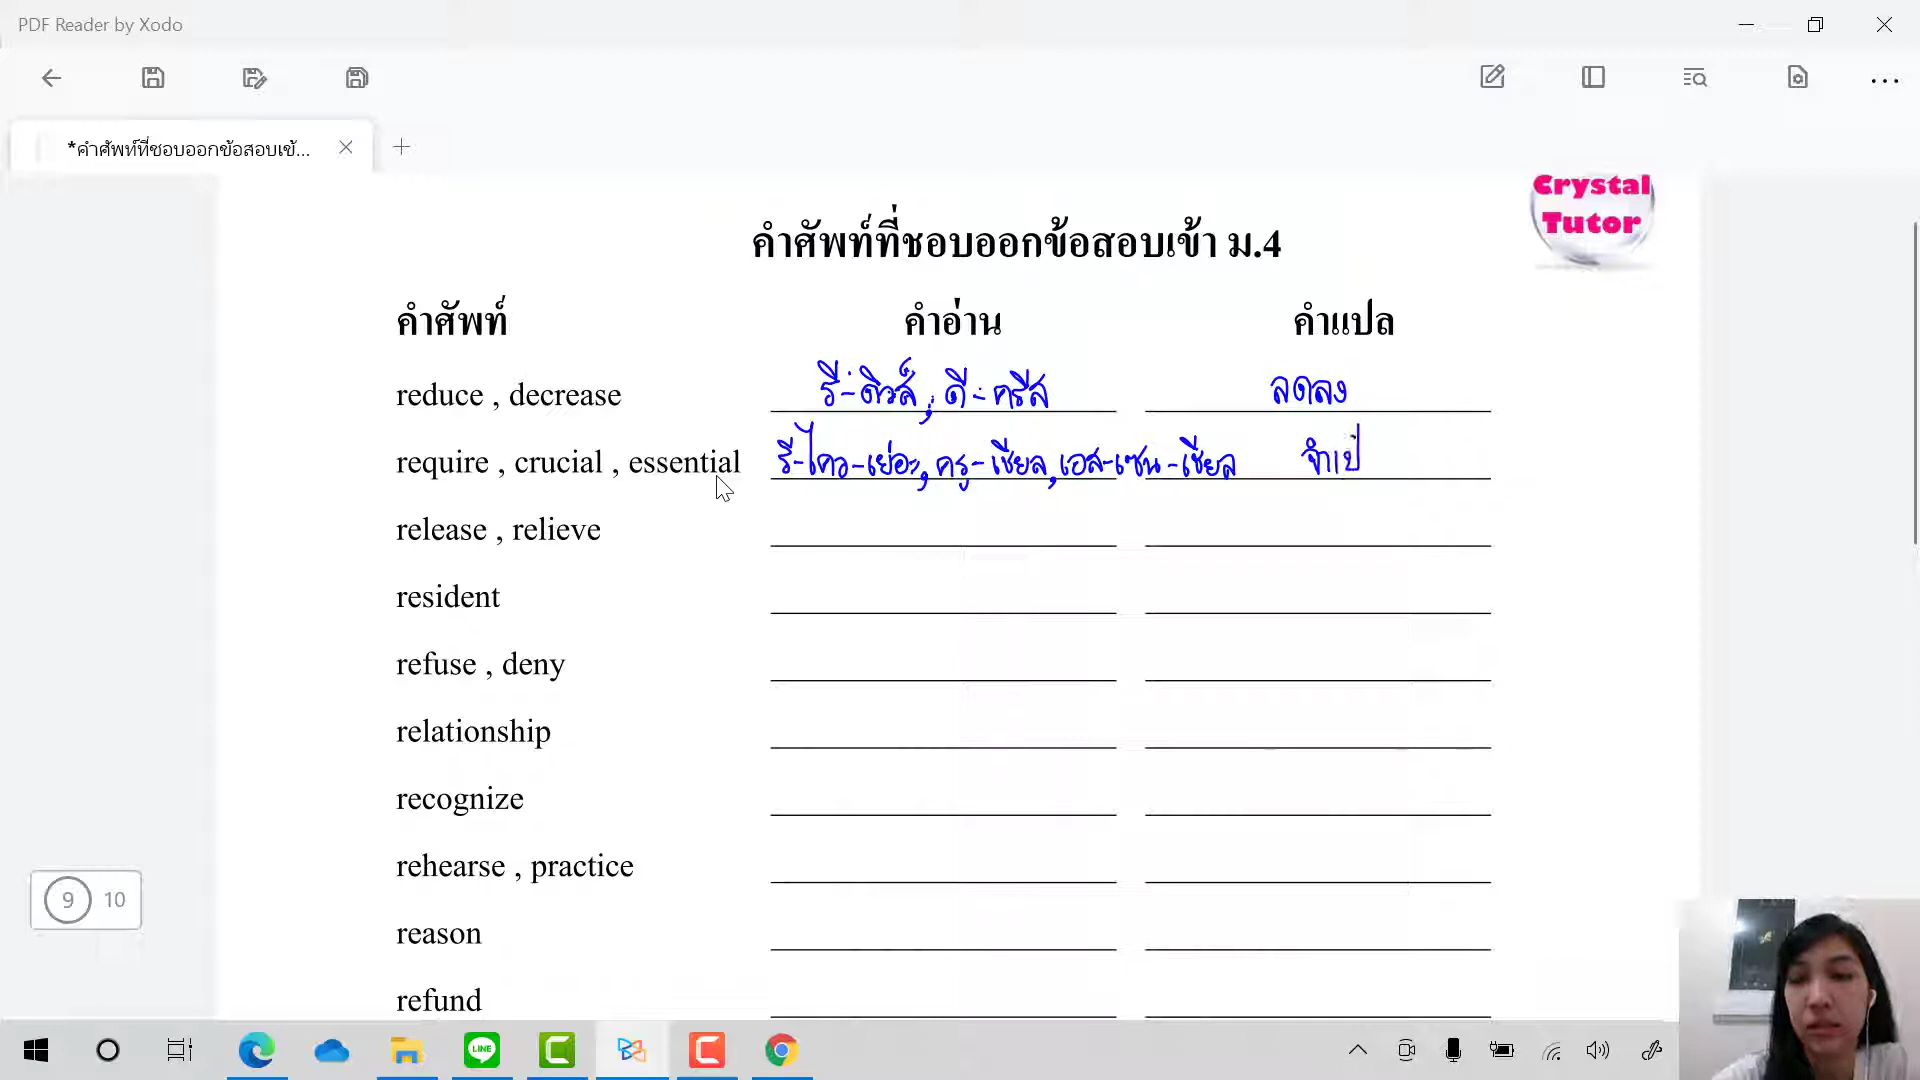 PDF Reader by Xodo
*คำศัพท์ที่ชอบออกข้อสอบเข้...
Crystal
Tutor
คำศัพท์ที่ชอบออกข้อสอบเข้า ม.4
คำศัพท์ คำอ่าน คำแปล
reduce , decrease รี-ดิวส์, ดี-ครีส ลดลง
require , crucial , essential รี-ไคว-เย่อะ, ครู-เชียล, เอส-เซน-เชียล จำเป
release , relieve
resident
refuse , deny
relationship
recognize
rehearse , practice
reason
refund
9 10
LINE